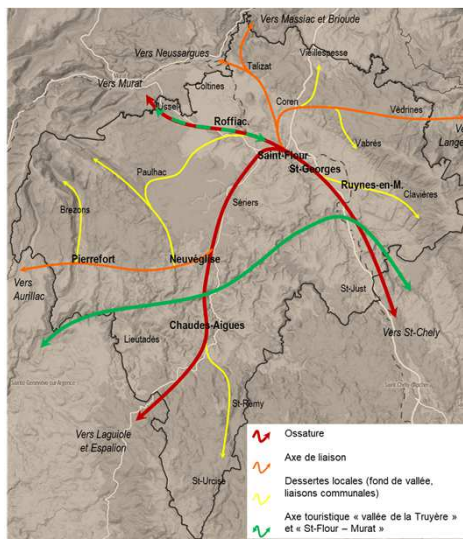 Vers Massiac et Brioude
Vers Neussargues
Vieillespesse
Talizat
Vers Murat
Coltines
Coren
Ussel
Védrines
Roffiac
Saint-Flour
Vabres
St-Georges
Paulhac
Ruynes-en-M.
Clavières
Brezons
Sériers
Pierrefort
Neuvéglise
Vers
Aurillac
St-Just
Chaudes-Aigues
Vers St-Chely
Lieutadès
St-Rémy
Vers Laguiole
et Espalion
St-Urcise
Ossature
Axe de liaison
Dessertes locales (fond de vallée,
liaisons communales)
Axe touristique « vallée de la Truyère »
et « St-Flour – Murat »